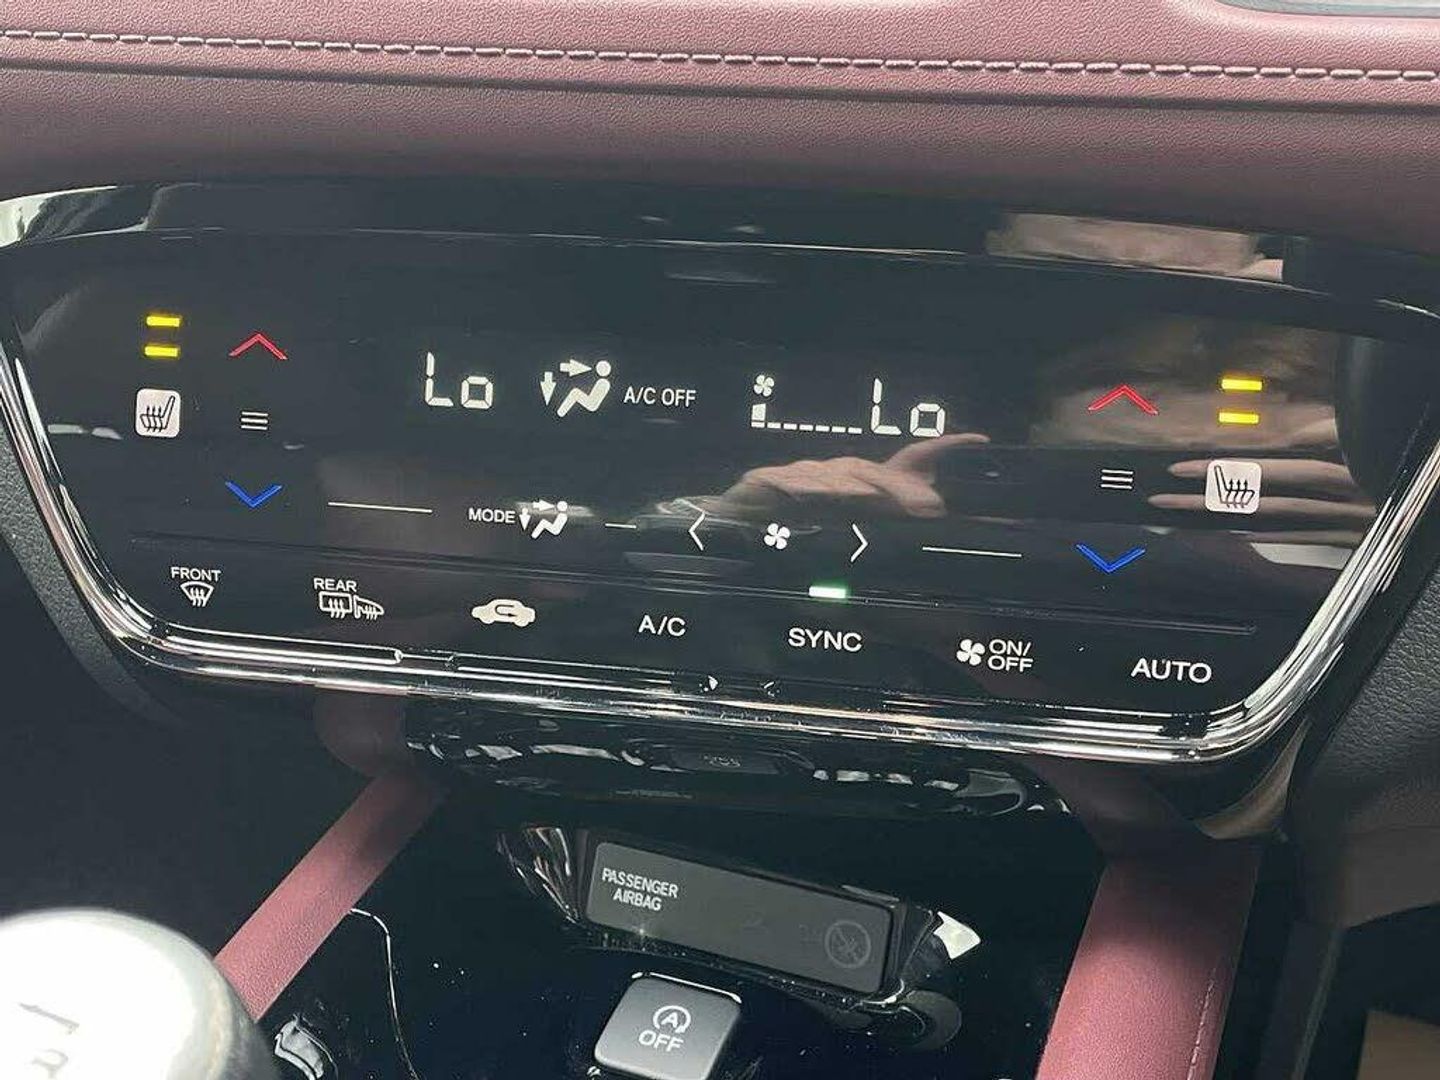 Lo A/C OFF Lo
MODE
FRONT
REAR
A/C
SYNC
ON/
OFF
AUTO
PASSENGER
AIRBAG
A
OFF